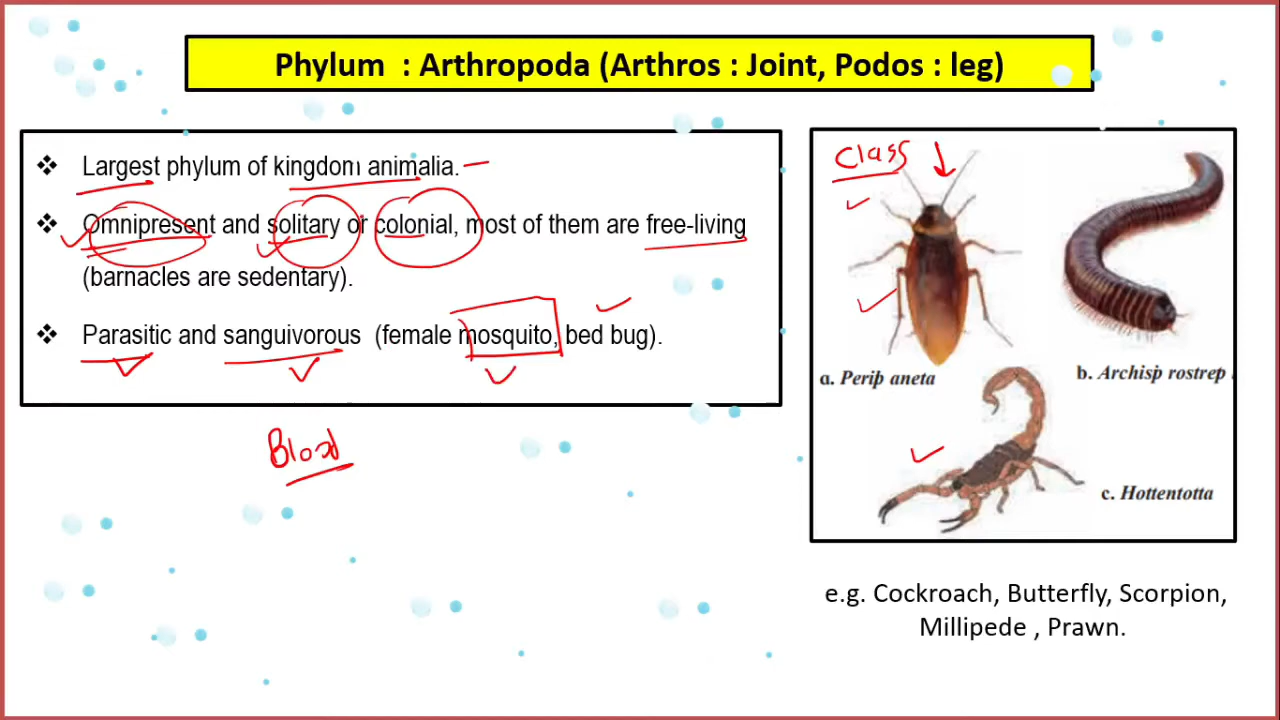 Phylum : Arthropoda (Arthros : Joint, Podos : leg)
❖ Largest phylum of kingdom animalia.
❖ Omnipresent and solitary or colonial, most of them are free-living
(barnacles are sedentary).
❖ Parasitic and sanguivorous (female mosquito, bed bug).
Blood
Class
a. Perip aneta
b. Archisp rostrep
c. Hottentotta
e.g. Cockroach, Butterfly, Scorpion,
Millipede , Prawn.